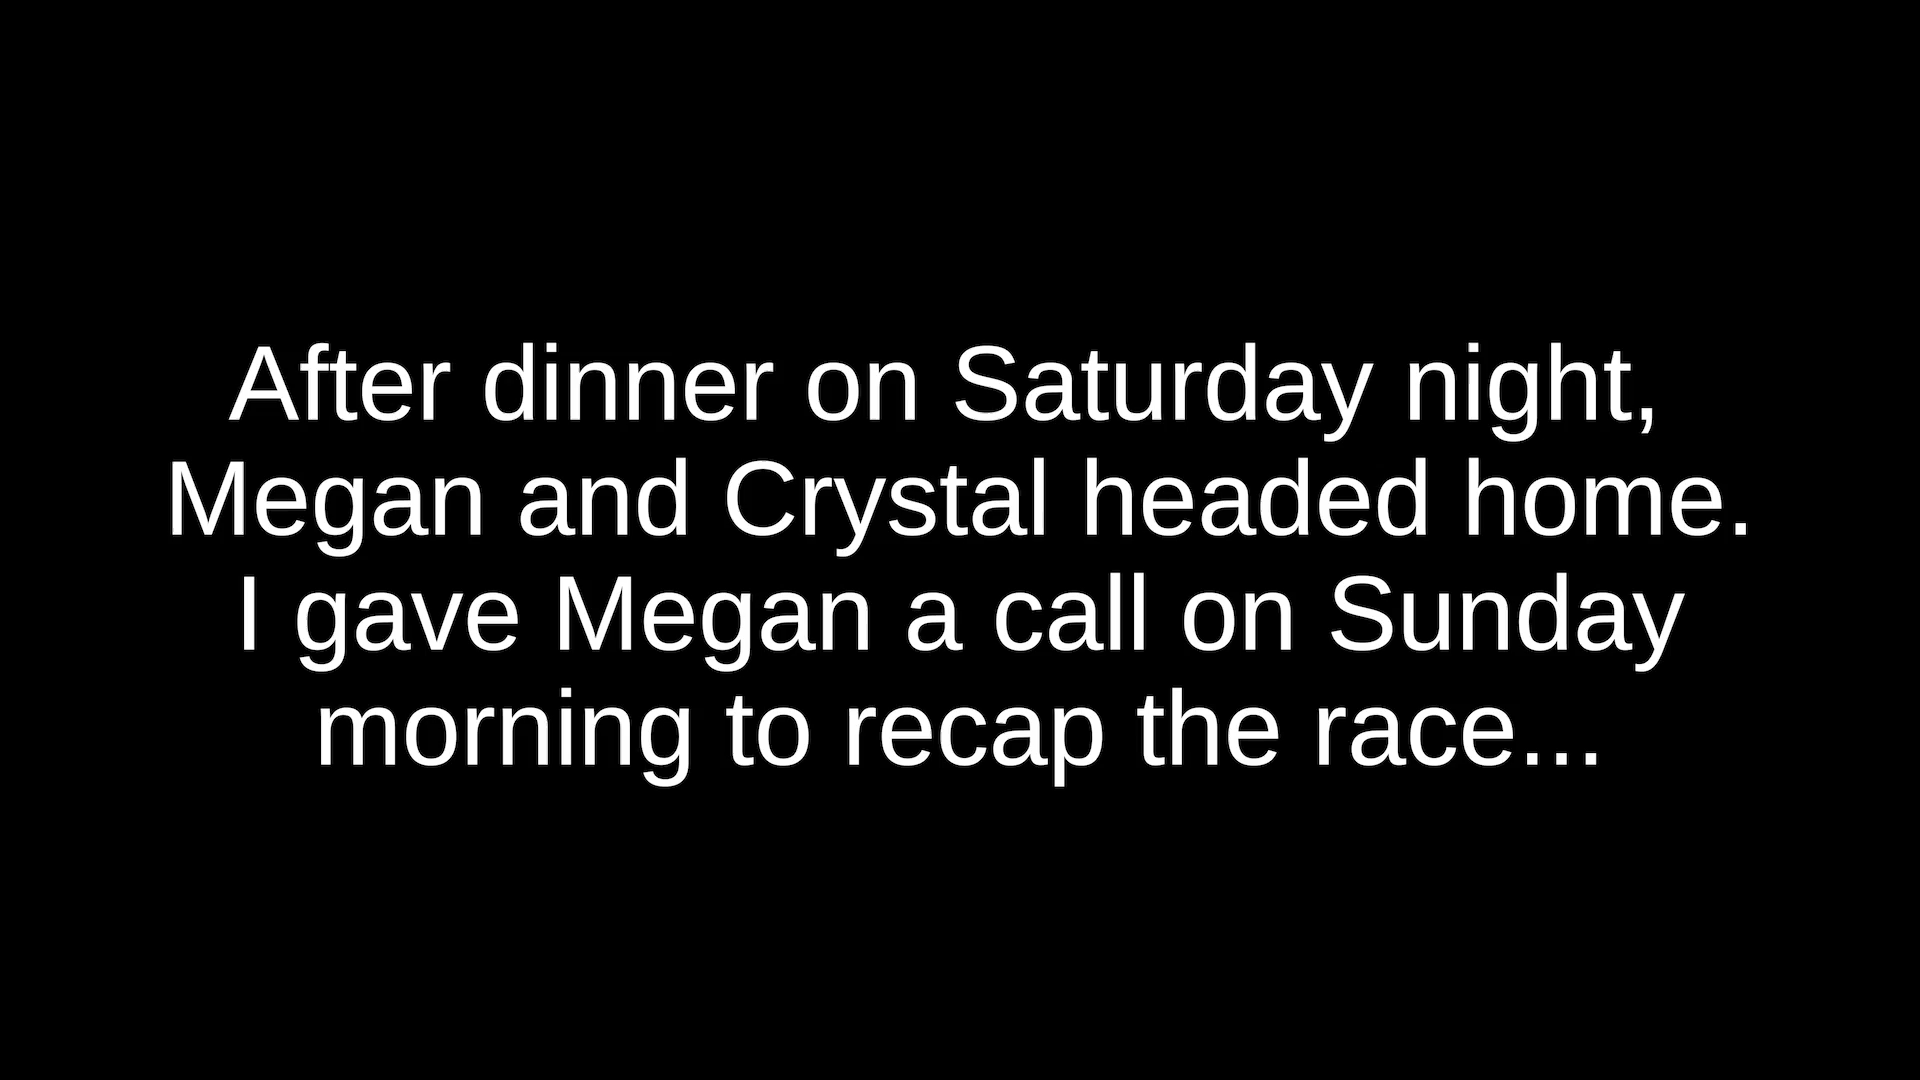 After dinner on Saturday night,
Megan and Crystal headed home.
I gave Megan a call on Sunday
morning to recap the race...